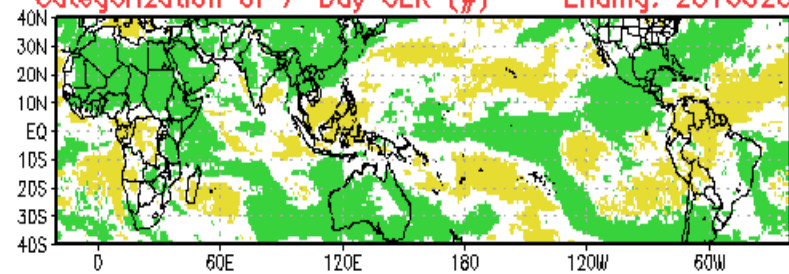 Categorization of 7-Day OLR (#) Ending:
40N
30N
20N
10N
EQ
10S
20S
30S
40S
0 60E 120E 180 120W 60W